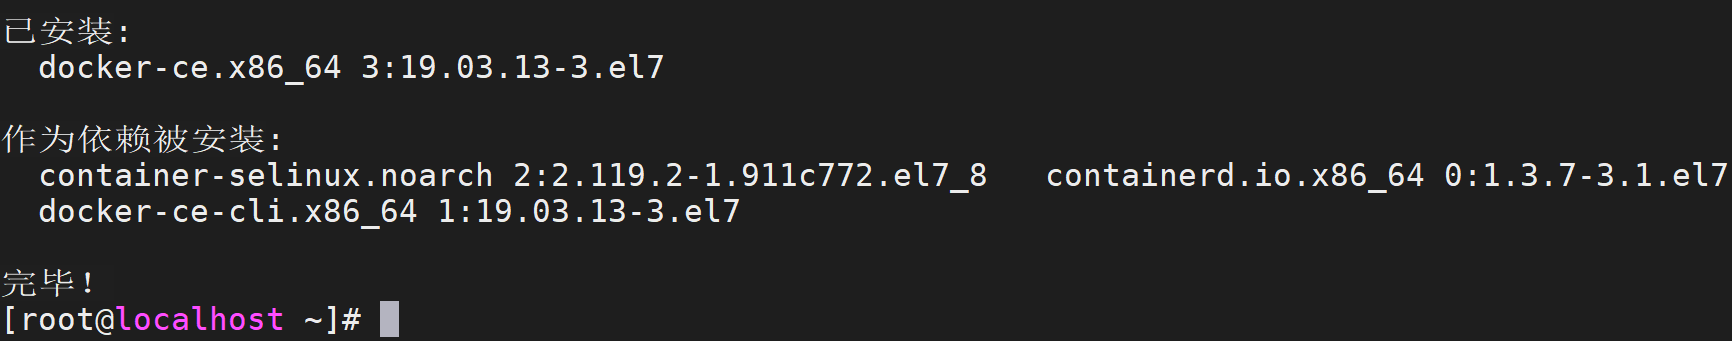 已安装:
docker-ce.x86_64 3:19.03.13-3.el7
作为依赖被安装:
container-selinux.noarch 2:2.119.2-1.911c772.el7_8   containerd.io.x86_64 0:1.3.7-3.1.el7
docker-ce-cli.x86_64 1:19.03.13-3.el7
完毕!
[root@localhost ~]#